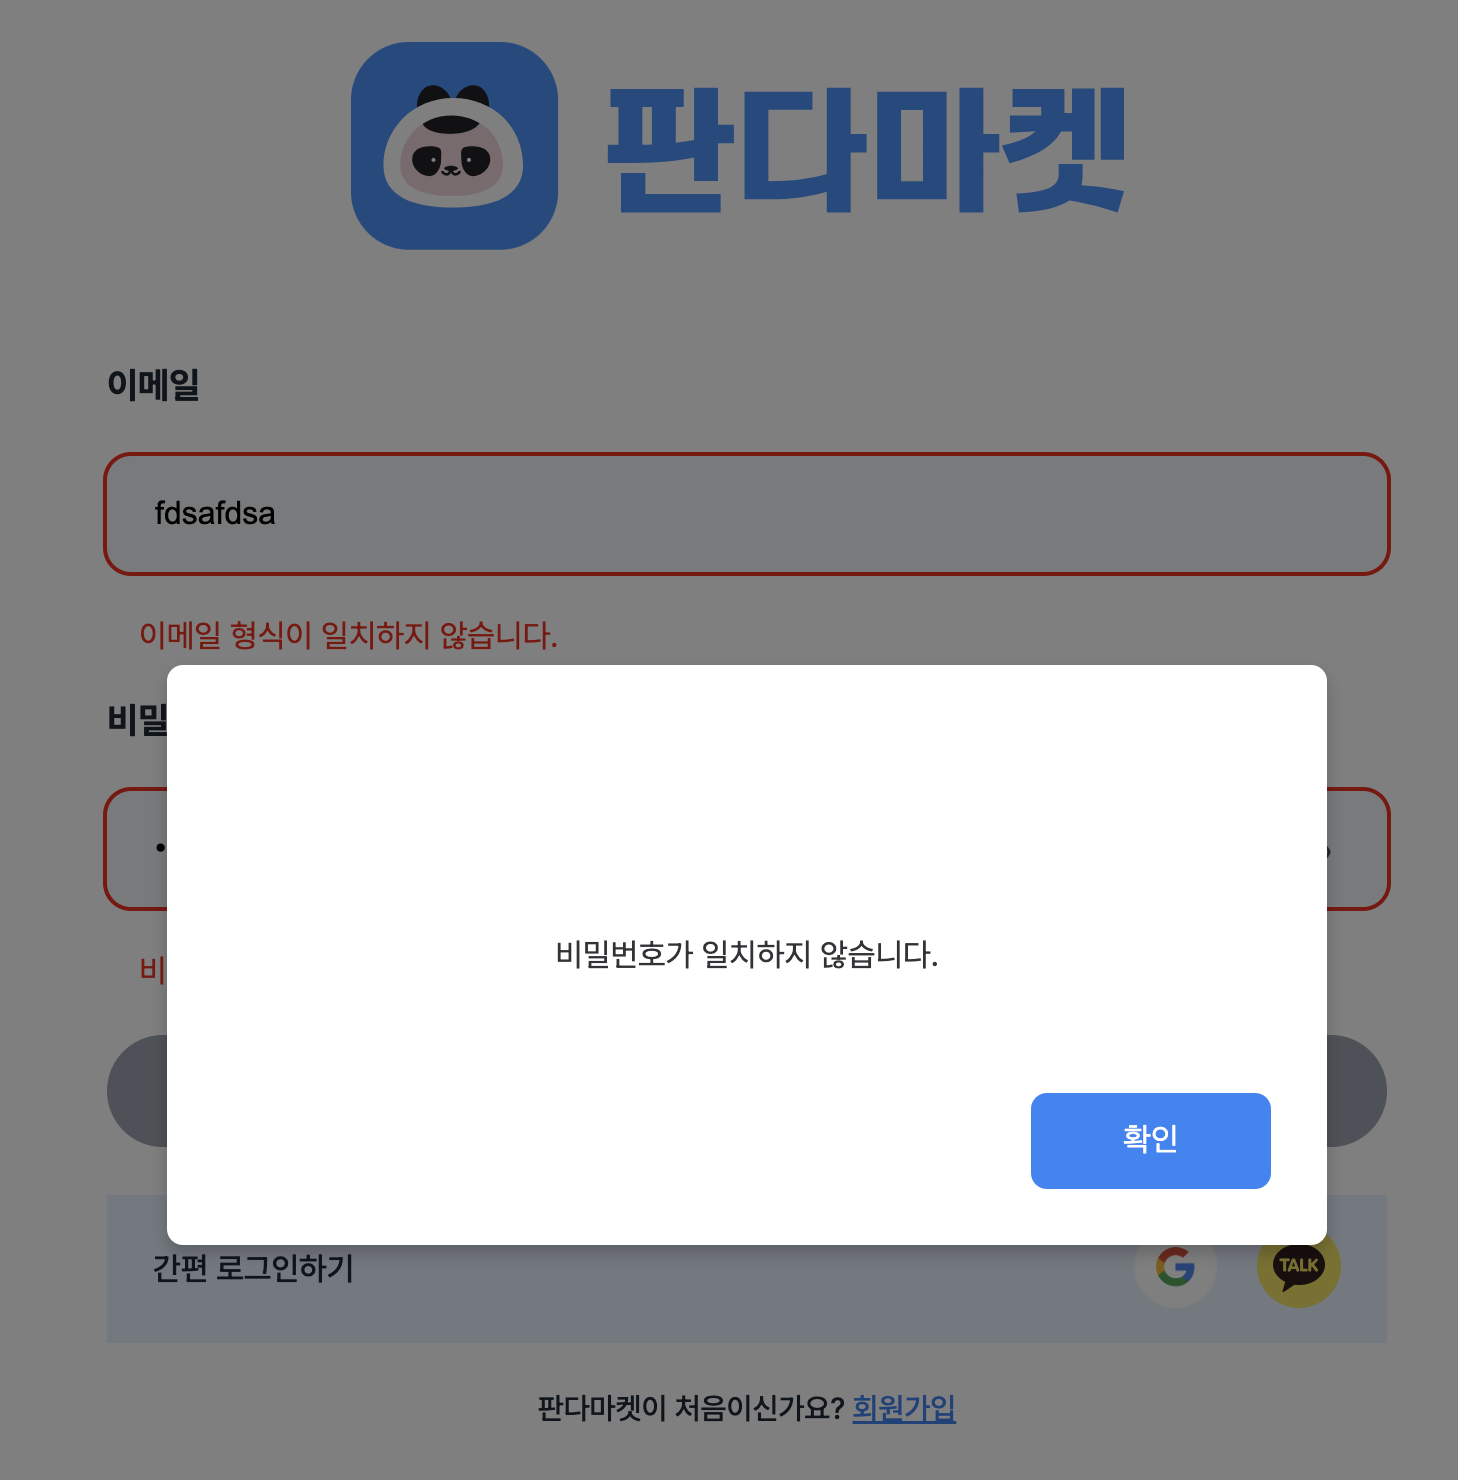 판다마켓
이메일
fdsafdsa
이메일 형식이 일치하지 않습니다.
비밀
비
비밀번호가 일치하지 않습니다.
확인
간편 로그인하기
G
TALK
판다마켓이 처음이신가요? 회원가입